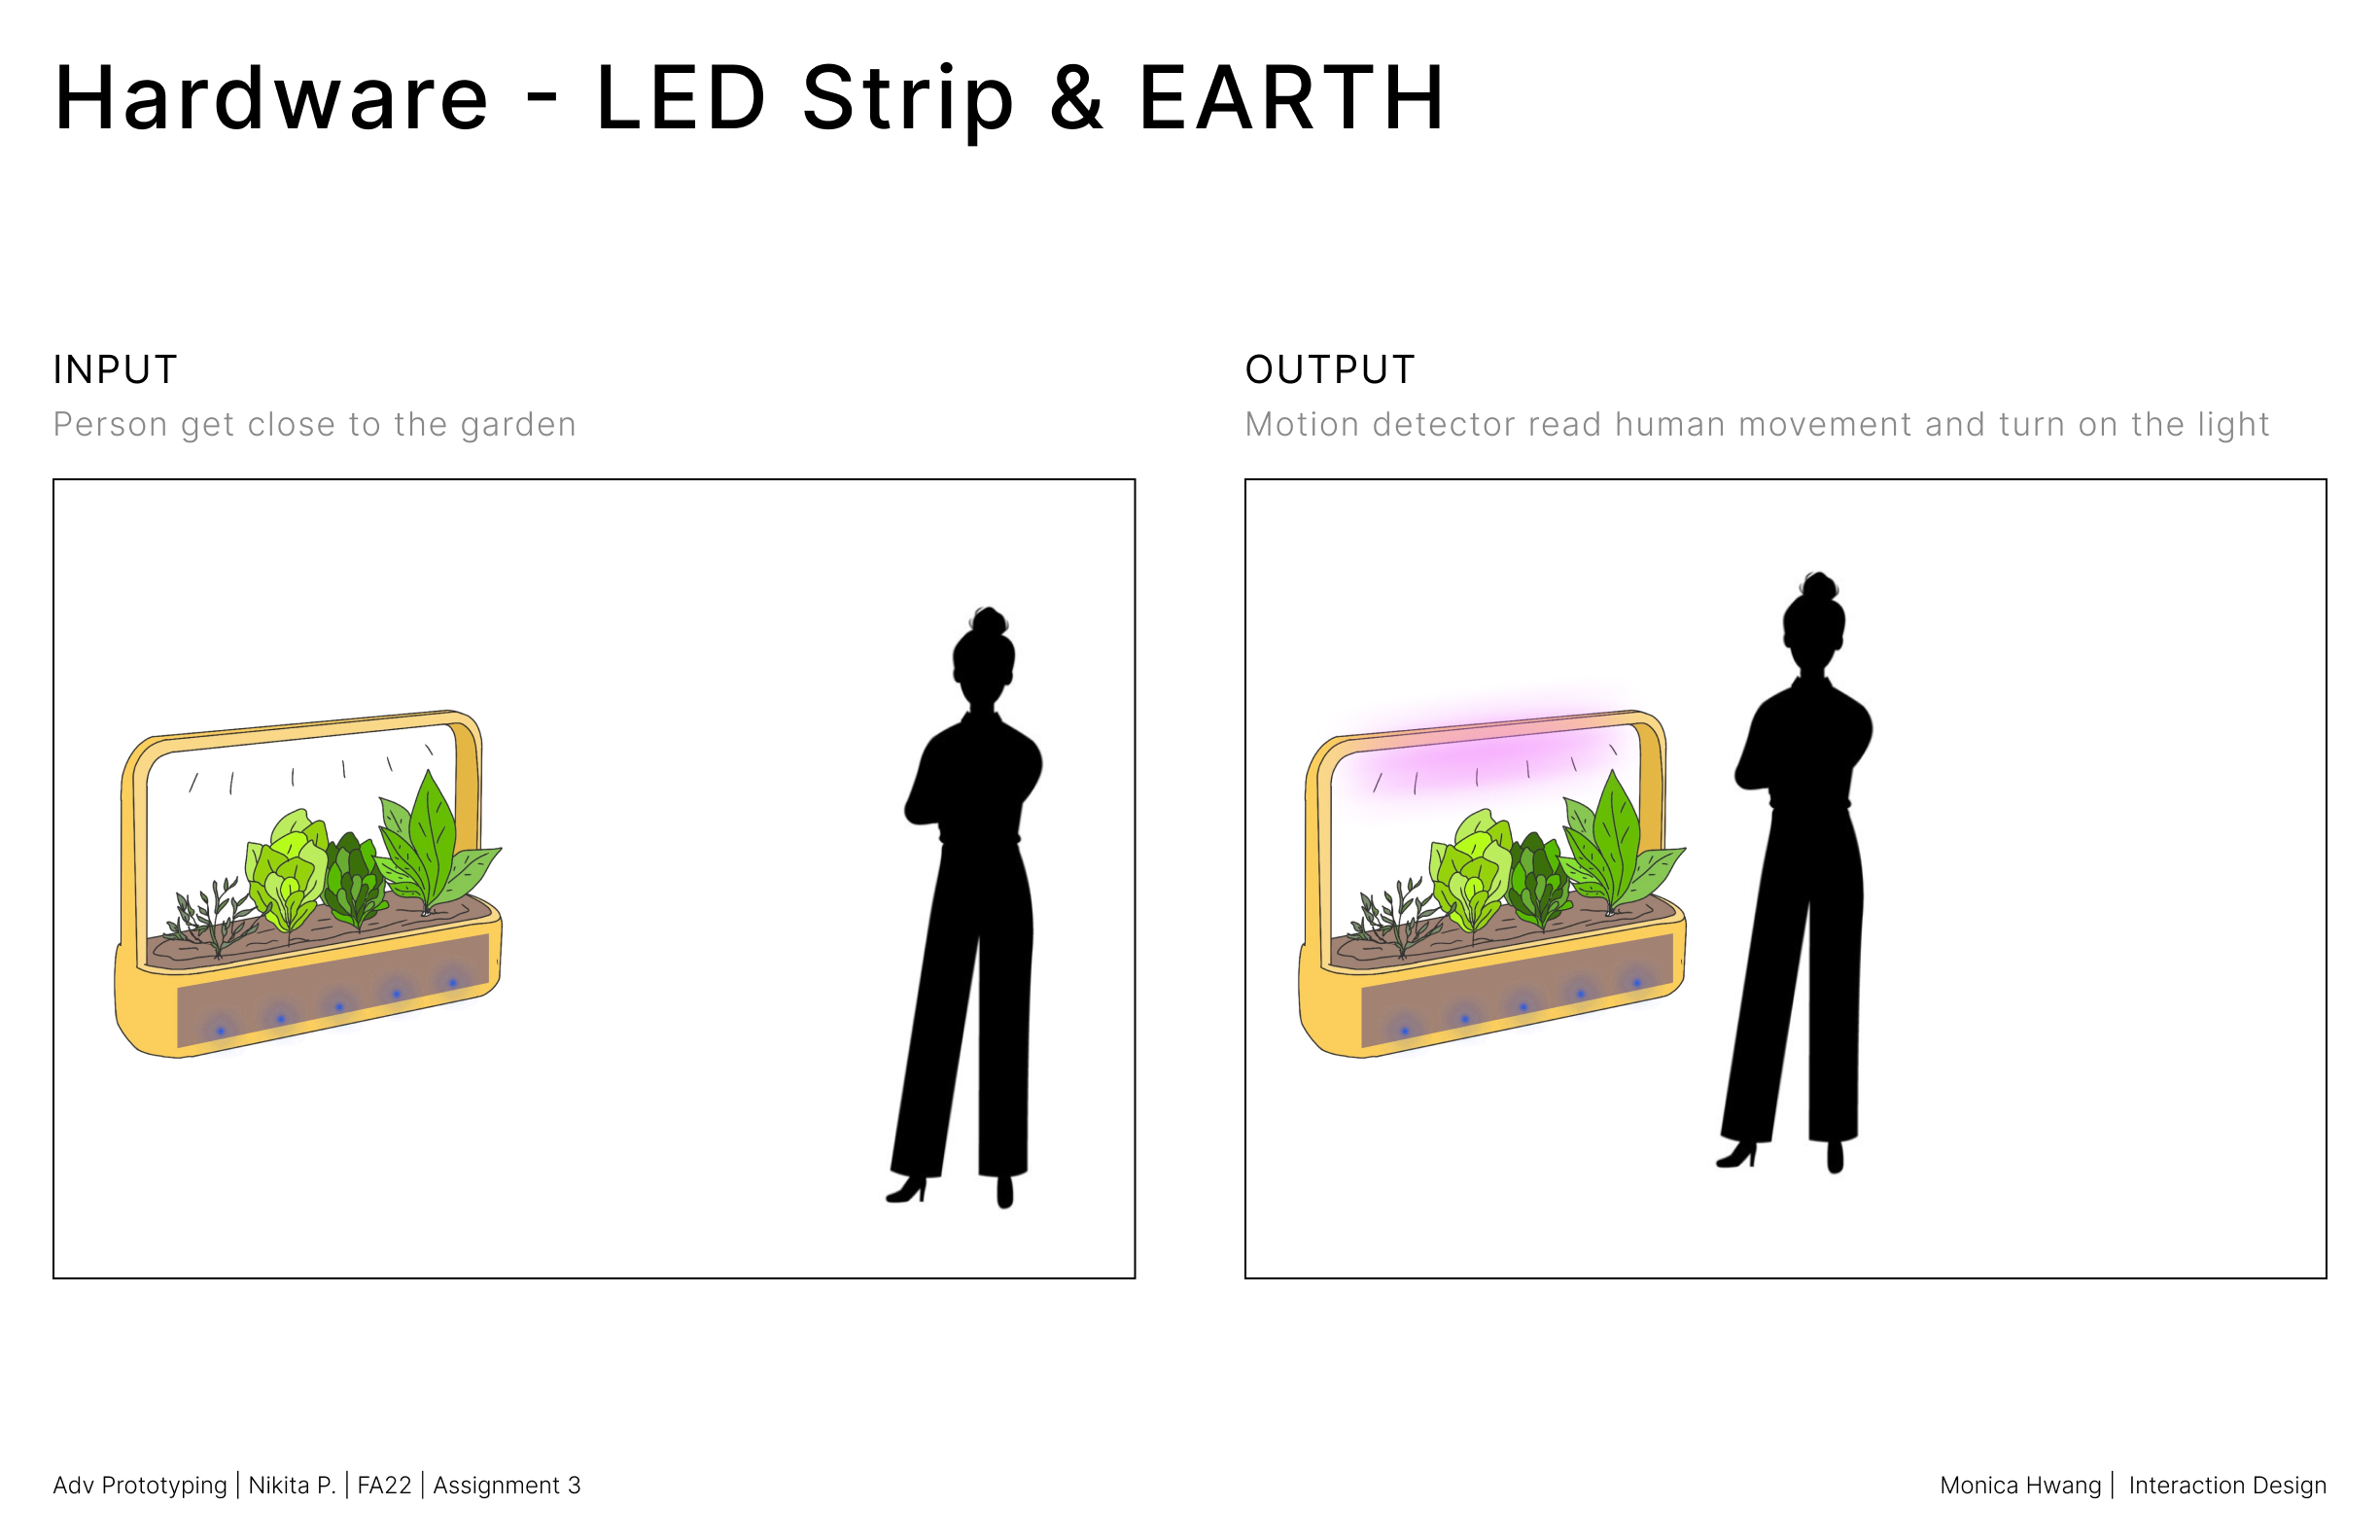 Hardware - LED Strip & EARTH
INPUT
Person get close to the garden
OUTPUT
Motion detector read human movement and turn on the light
Adv Prototyping | Nikita P. | FA22 | Assignment 3
Monica Hwang | Interaction Design